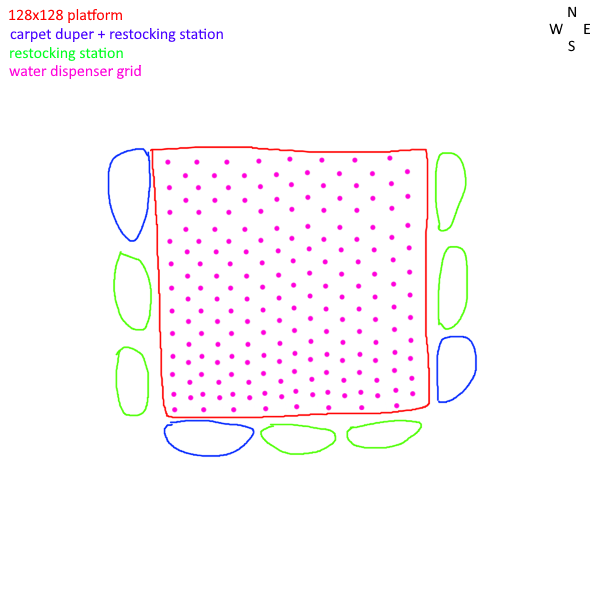 128x128 platform
carpet duper + restocking station
restocking station
water dispenser grid
N
W E
S